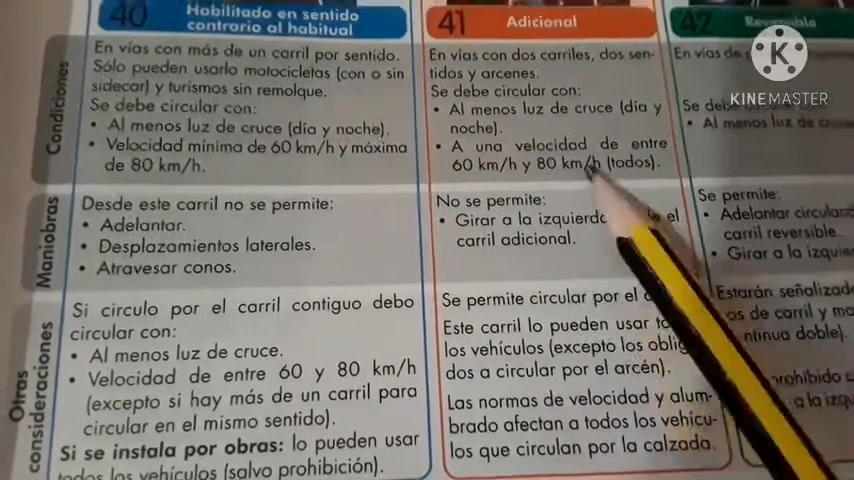 40 Habilitado en sentido
contrario al habitual
Condiciones
En vías con más de un carril por sentido.
Sólo pueden usarlo motocicletas (con o sin
sidecar) y turismos sin remolque.
Se debe circular con:
• Al menos luz de cruce (día y noche).
• Velocidad mínima de 60 km/h y máxima
de 80 km/h.
Maniobras
Desde este carril no se permite:
• Adelantar.
• Desplazamientos laterales.
• Atravesar conos.
Otras
consideraciones
Si circulo por el carril contiguo debo
circular con:
• Al menos luz de cruce.
• Velocidad de entre 60 y 80 km/h
(excepto si hay más de un carril para
circular en el mismo sentido).
Si se instala por obras: lo pueden usar
todos los vehículos (salvo prohibición).
41 Adicional
En vías con dos carriles, dos sen-
tidos y arcenes.
Se debe circular con:
• Al menos luz de cruce (día y
noche).
• A una velocidad de entre
60 km/h y 80 km/h (todos).
No se permite:
• Girar a la izquierda el
carril adicional.
Se permite circular por el
Este carril lo pueden usar
los vehículos (excepto los oblig
dos a circular por el arcén).
Las normas de velocidad y alum-
brado afectan a todos los vehícu-
los que circulan por la calzada.
42 Reversible
En vías de
Se debe
• Al menos luz de
Se permite:
• Adelantar
carril reversible.
• Girar a la
Estarán
de carril y
doble).
a la
K
KINEMASTER